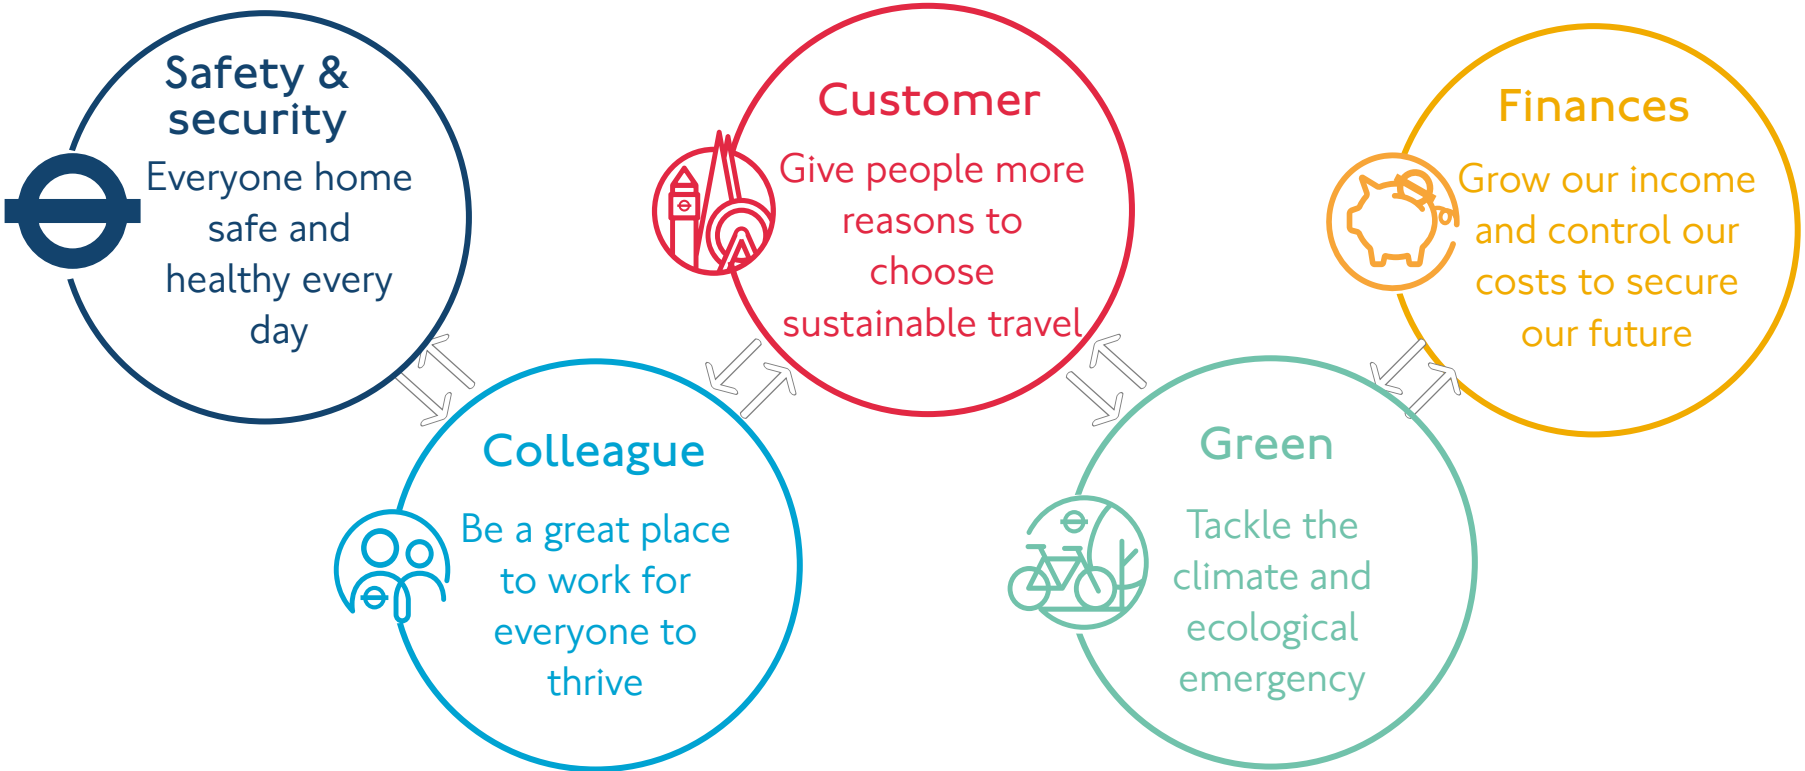 Safety &
security
Everyone home
safe and
healthy every
day
Colleague
Be a great place
to work for
everyone to
thrive
Customer
Give people more
reasons to
choose
sustainable travel
Green
Tackle the
climate and
ecological
emergency
Finances
Grow our income
and control our
costs to secure
our future